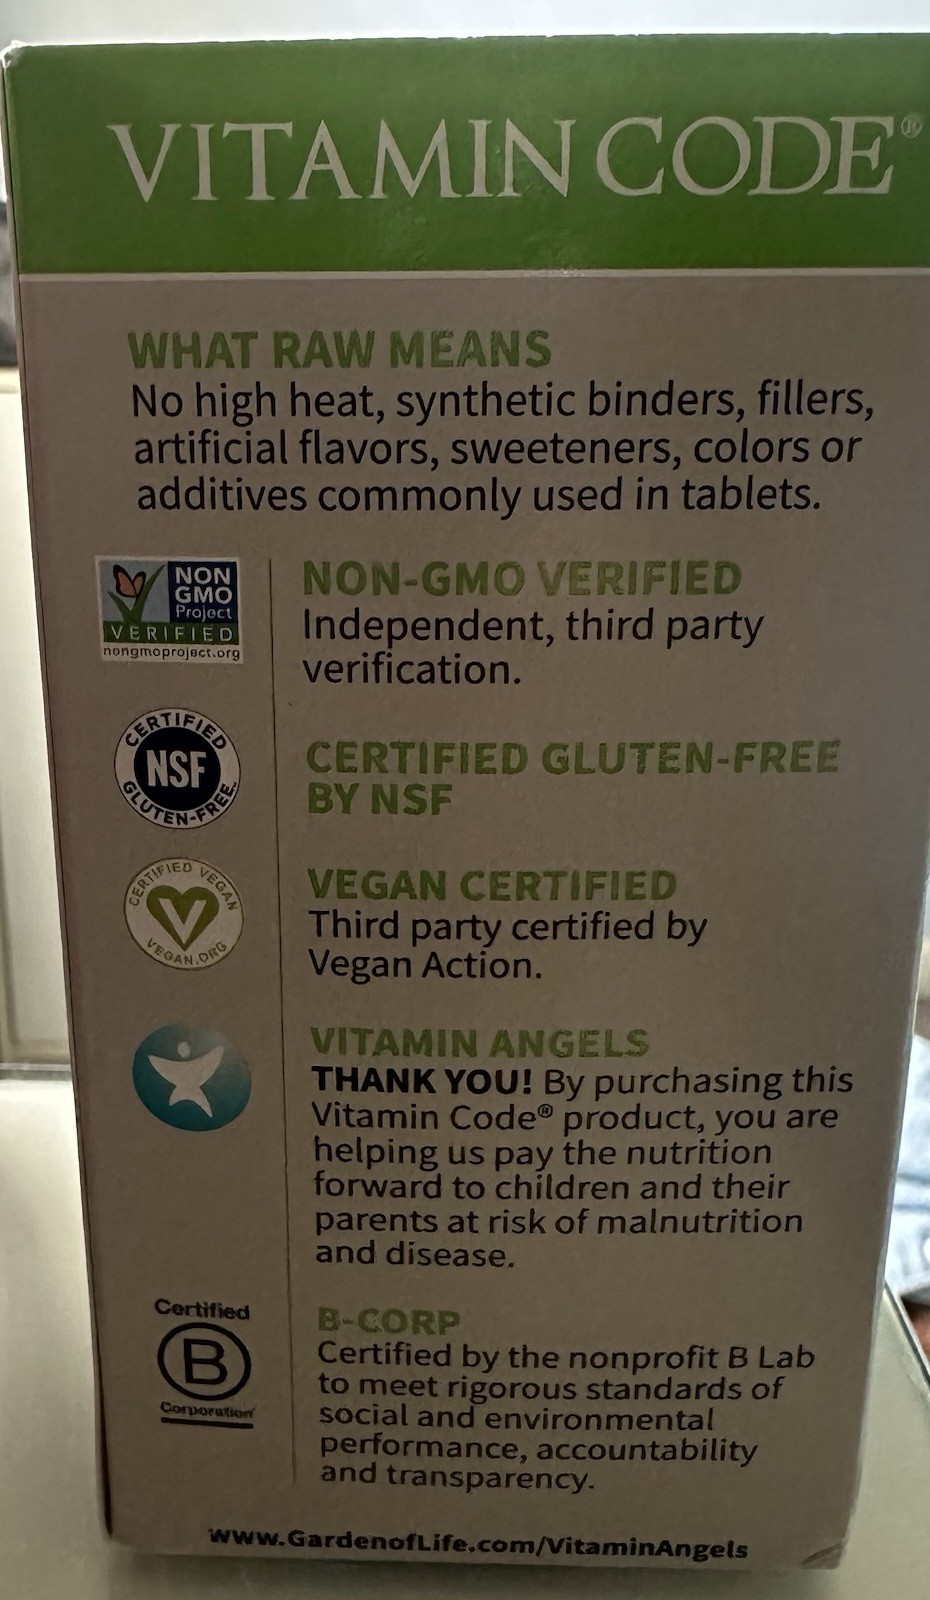 VITAMIN CODE®
WHAT RAW MEANS
No high heat, synthetic binders, fillers,
artificial flavors, sweeteners, colors or
additives commonly used in tablets.
NON
GMO
Project
VERIFIED
nongmoproject.org
NON-GMO VERIFIED
Independent, third party
verification.
CERTIFIED
NSF
GLUTEN-FREE
CERTIFIED GLUTEN-FREE
BY NSF
CERTIFIED VEGAN
V
VEGAN.ORG
VEGAN CERTIFIED
Third party certified by
Vegan Action.
VITAMIN ANGELS
THANK YOU! By purchasing this
Vitamin Code® product, you are
helping us pay the nutrition
forward to children and their
parents at risk of malnutrition
and disease.
Certified
B
Corporation
B-CORP
Certified by the nonprofit B Lab
to meet rigorous standards of
social and environmental
performance, accountability
and transparency.
www.GardenofLife.com/VitaminAngels